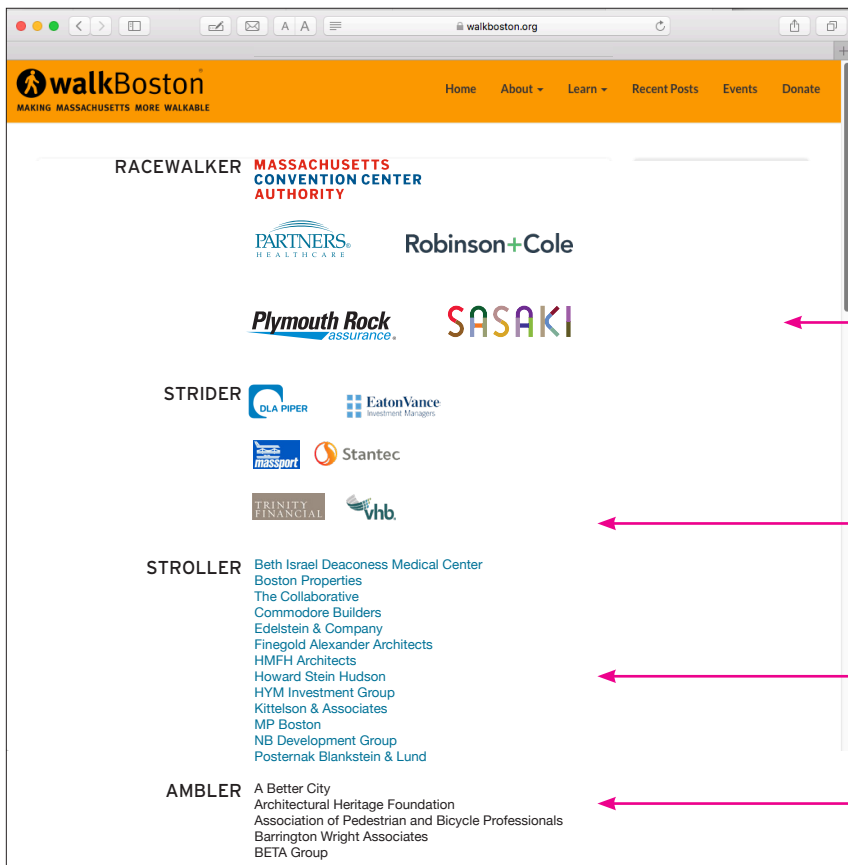 A A walkboston.org
walkBoston
MAKING MASSACHUSETTS MORE WALKABLE
Home About Learn Recent Posts Events Donate
RACEWALKER
MASSACHUSETTS
CONVENTION CENTER
AUTHORITY
PARTNERS®
HEALTHCARE
Robinson+Cole
Plymouth Rock
assurance®
SASAKI
STRIDER
DLA PIPER
EatonVance
Investment Managers
massport
Stantec
TRINITY
FINANCIAL
vhb.
STROLLER
Beth Israel Deaconess Medical Center
Boston Properties
The Collaborative
Commodore Builders
Edelstein & Company
Finegold Alexander Architects
HMFH Architects
Howard Stein Hudson
HYM Investment Group
Kittelson & Associates
MP Boston
NB Development Group
Posternak Blankstein & Lund
AMBLER
A Better City
Architectural Heritage Foundation
Association of Pedestrian and Bicycle Professionals
Barrington Wright Associates
BETA Group